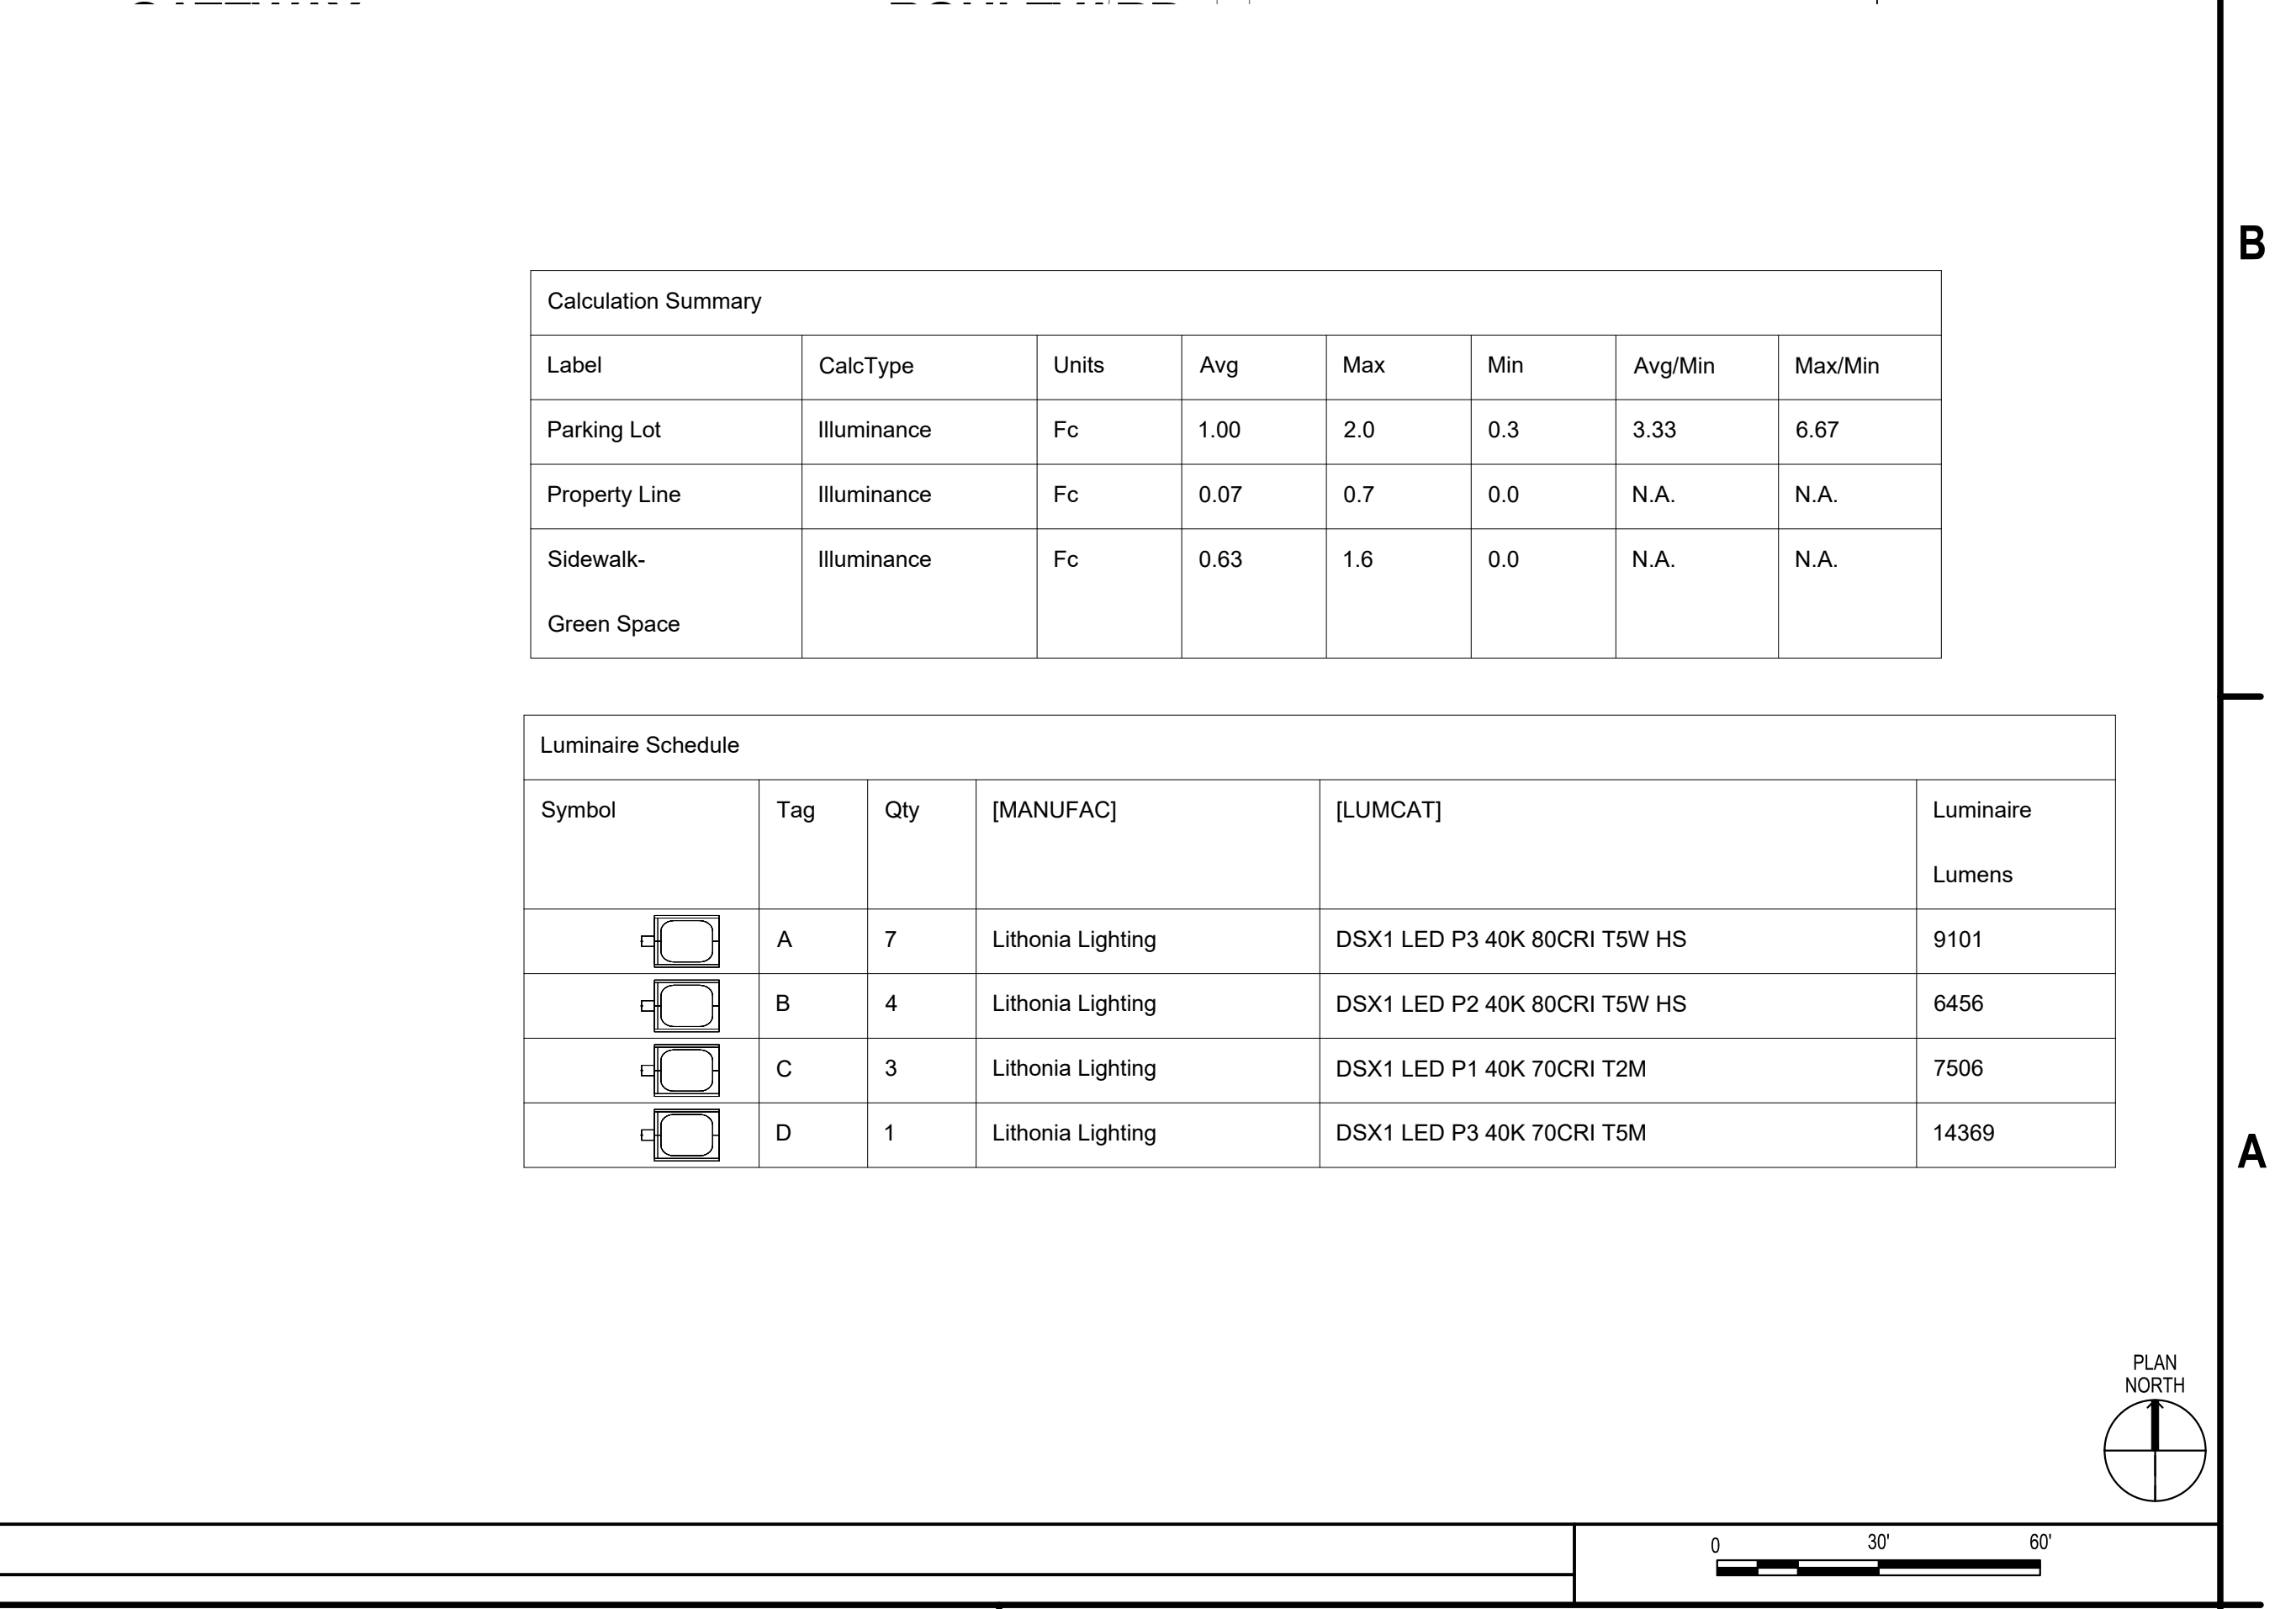 B
Calculation Summary
Label CalcType Units Avg Max Min Avg/Min Max/Min
Parking Lot Illuminance Fc 1.00 2.0 0.3 3.33 6.67
Property Line Illuminance Fc 0.07 0.7 0.0 N.A. N.A.
Sidewalk- Illuminance Fc 0.63 1.6 0.0 N.A. N.A.
Green Space
Luminaire Schedule
Symbol Tag Qty [MANUFAC] [LUMCAT] Luminaire
Lumens
A 7 Lithonia Lighting DSX1 LED P3 40K 80CRI T5W HS 9101
B 4 Lithonia Lighting DSX1 LED P2 40K 80CRI T5W HS 6456
C 3 Lithonia Lighting DSX1 LED P1 40K 70CRI T2M 7506
D 1 Lithonia Lighting DSX1 LED P3 40K 70CRI T5M 14369
A
PLAN
NORTH
0 30' 60'